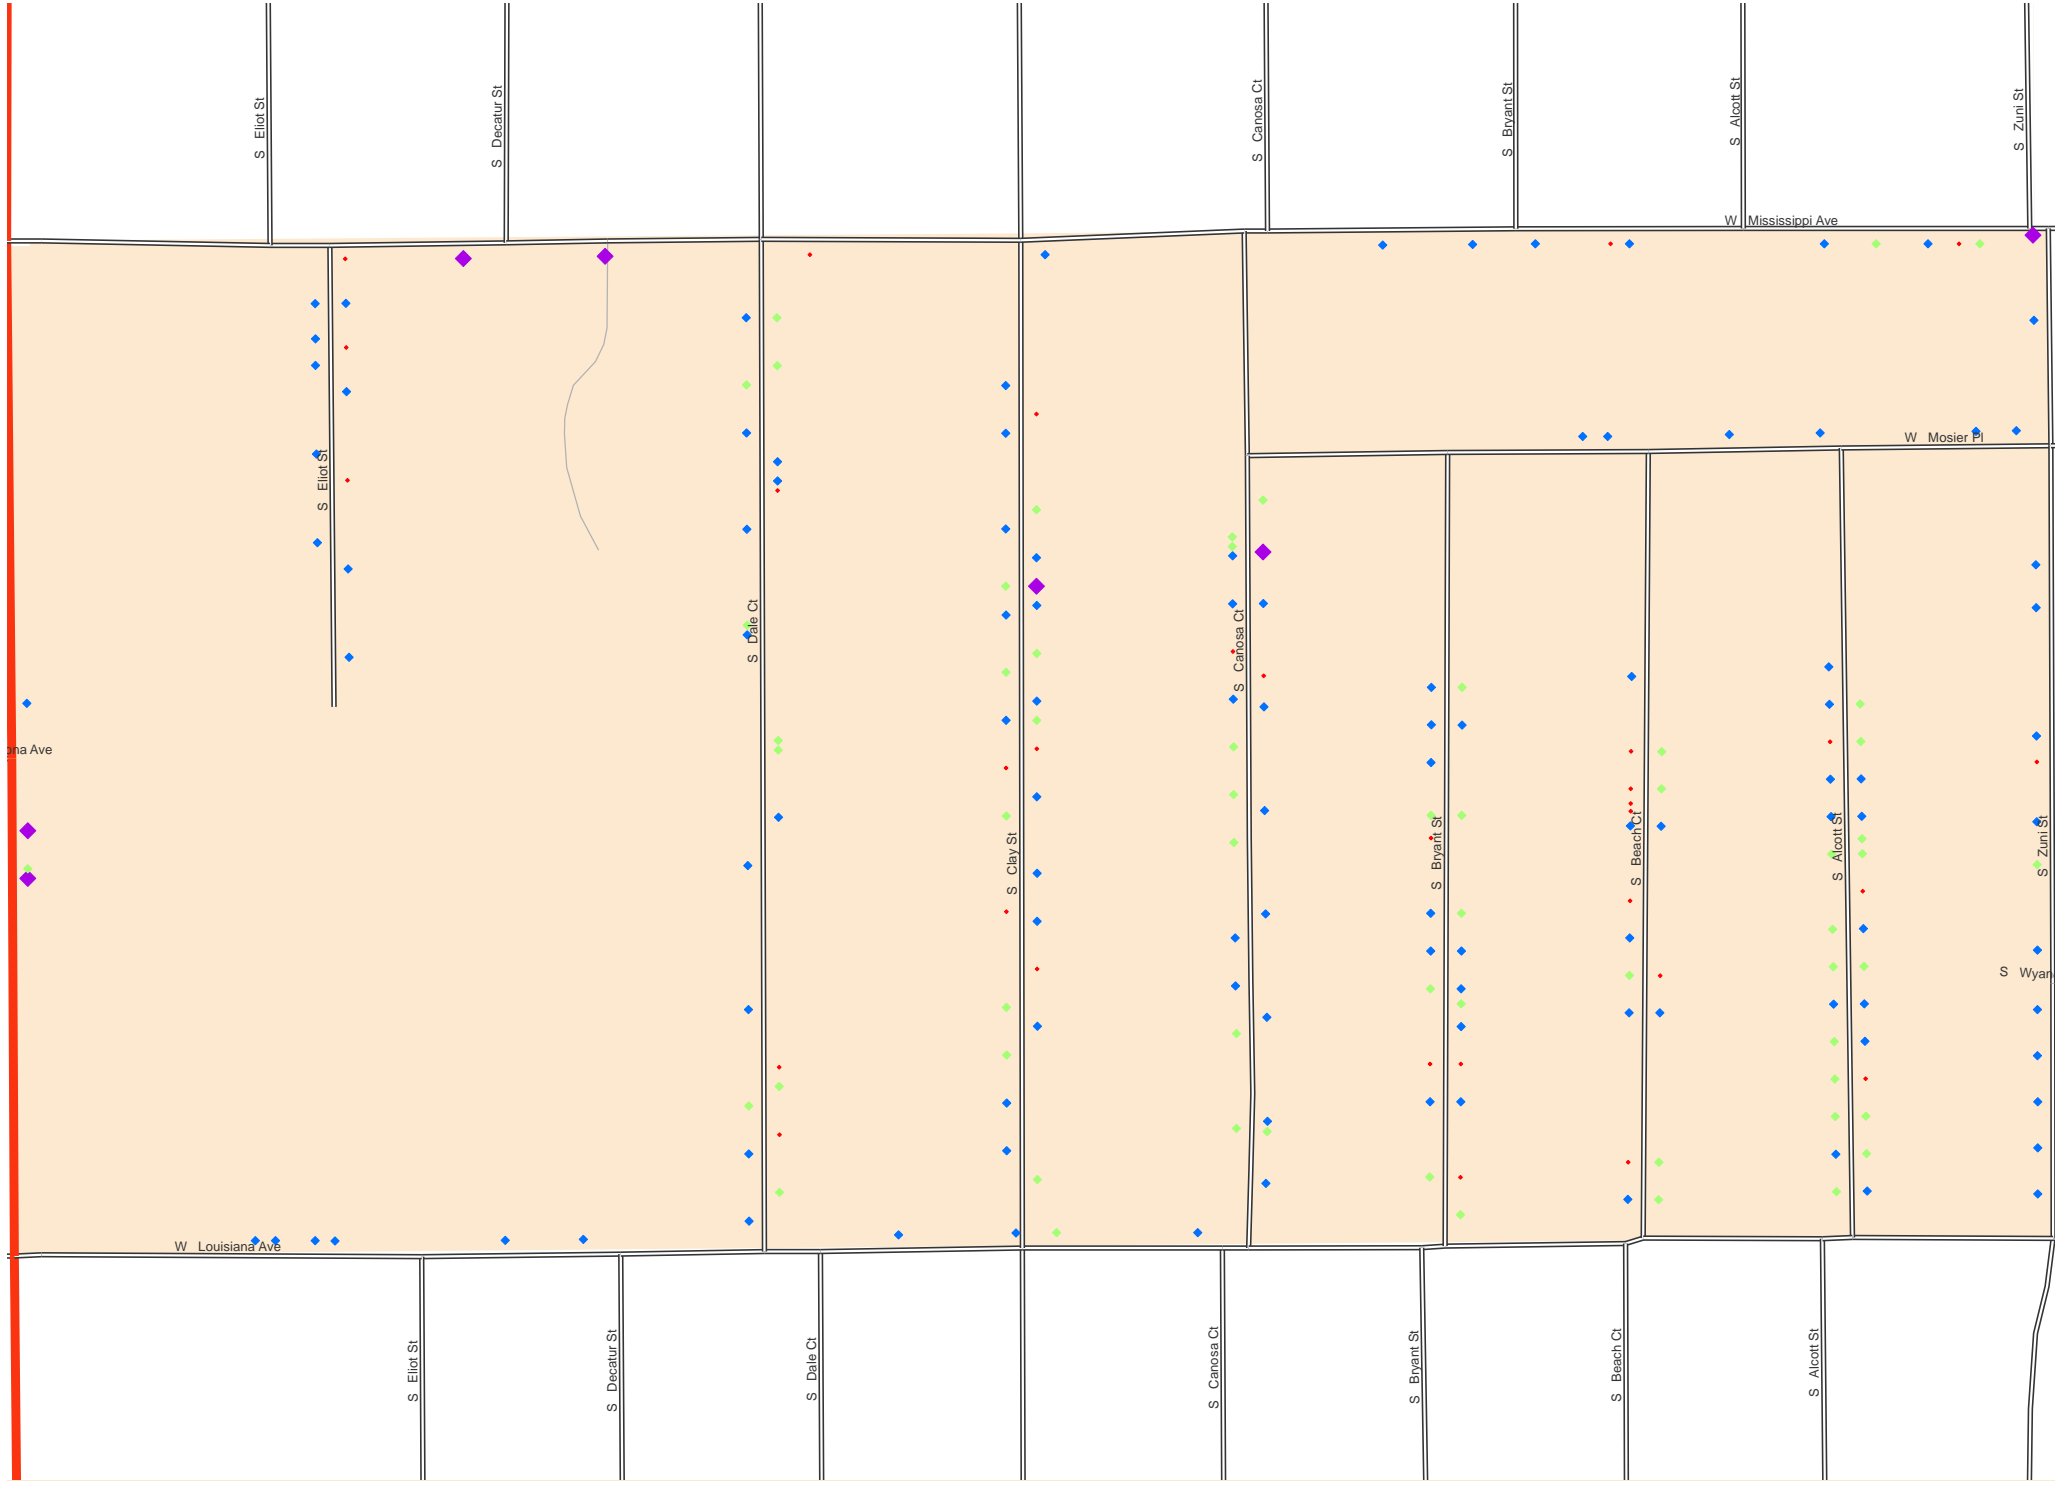 S Eliot St
S Decatur St
S Canosa Ct
S Bryant St
S Alcott St
S Zuni St
W Mississippi Ave
W Mosier Pl
S Eliot St
S Dale Ct
S Canosa Ct
ona Ave
S Clay St
S Bryant St
S Beach Ct
S Alcott St
S Zuni St
S Wyan
W Louisiana Ave
S Eliot St
S Decatur St
S Dale Ct
S Canosa Ct
S Bryant St
S Beach Ct
S Alcott St